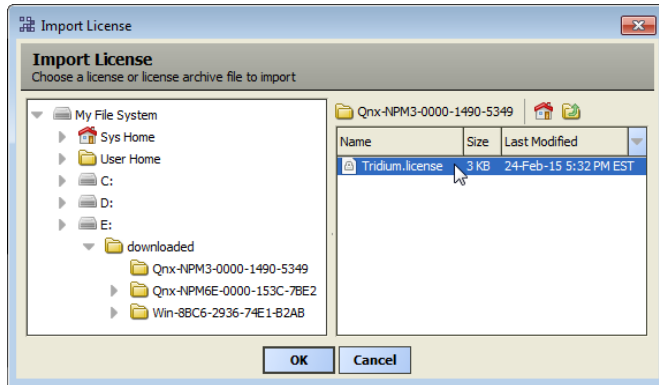 Import License
Import License
Choose a license or license archive file to import
My File System
Sys Home
User Home
C:
D:
E:
downloaded
Qnx-NPM3-0000-1490-5349
Qnx-NPM6E-0000-153C-7BE2
Win-8BC6-2936-74E1-B2AB
Qnx-NPM3-0000-1490-5349
Name Size Last Modified
Tridium.license 3 KB 24-Feb-15 5:32 PM EST
OK Cancel